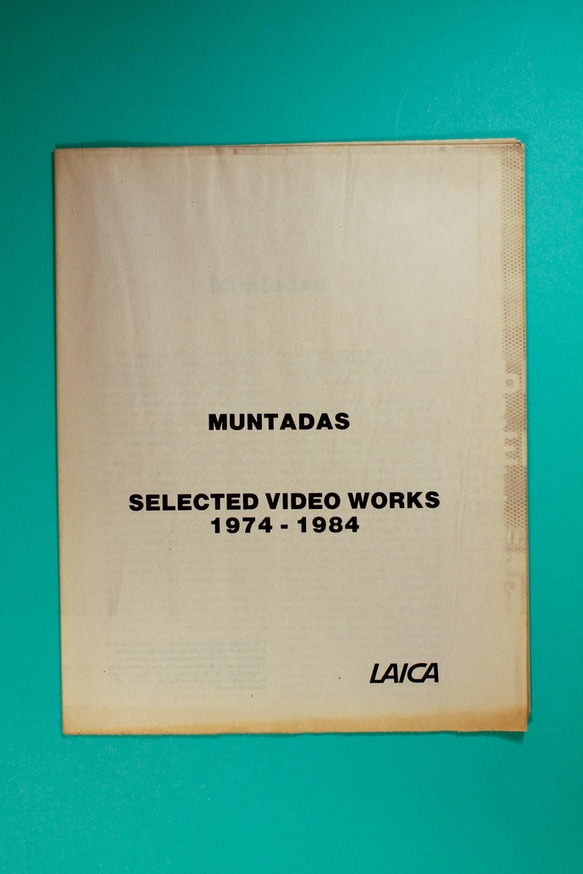 MUNTADAS
SELECTED VIDEO WORKS
1974 - 1984
LAICA